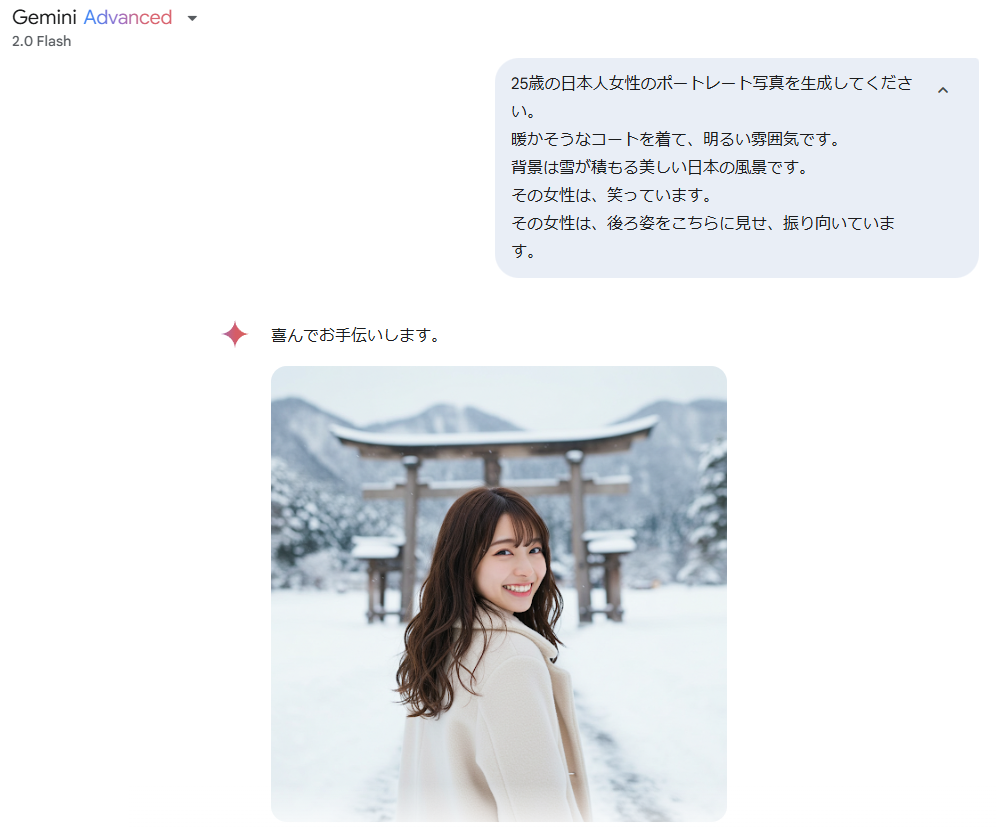 Gemini Advanced
2.0 Flash
25歳の日本人女性のポートレート写真を生成してくださ
い。
暖かそうなコートを着て、明るい雰囲気です。
背景は雪が積もる美しい日本の風景です。
その女性は、笑っています。
その女性は、後ろ姿をこちらに見せ、振り向いていま
す。
喜んでお手伝いします。